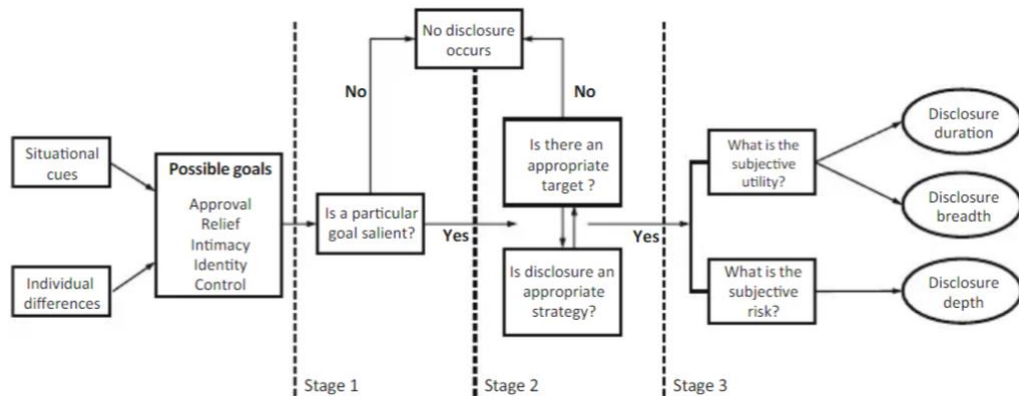 No disclosure
occurs
No
No
Situational
cues
Individual
differences
Possible goals
Approval
Relief
Intimacy
Identity
Control
Is a particular
goal salient?
Yes
Is there an
appropriate
target ?
Is disclosure an
appropriate
strategy?
Yes
What is the
subjective
utility?
What is the
subjective
risk?
Disclosure
duration
Disclosure
breadth
Disclosure
depth
Stage 1
Stage 2
Stage 3